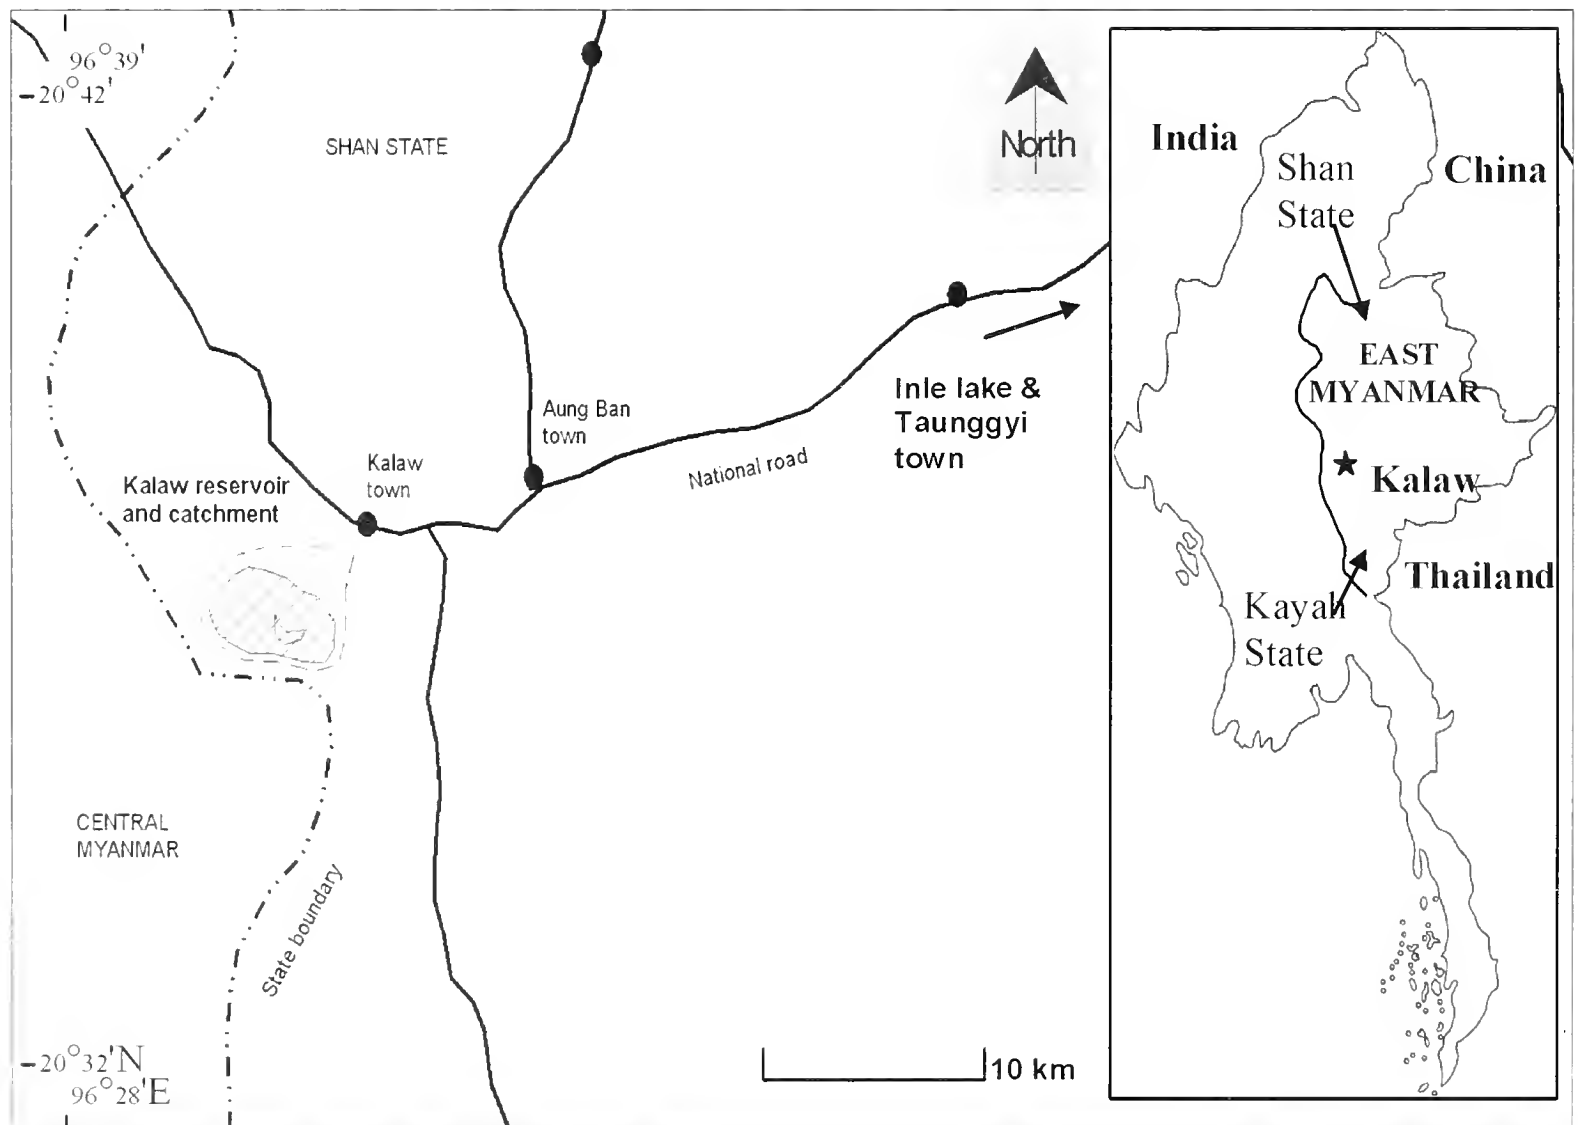 96°39'
20°42'
SHAN STATE
North
Aung Ban
town
Kalaw
town
Kalaw reservoir
and catchment
National road
Inle lake &
Taunggyi
town
CENTRAL
MYANMAR
State boundary
20°32'N
96°28'E
10 km
India
Shan
State
China
EAST
MYANMAR
Kalaw
Thailand
Kayah
State